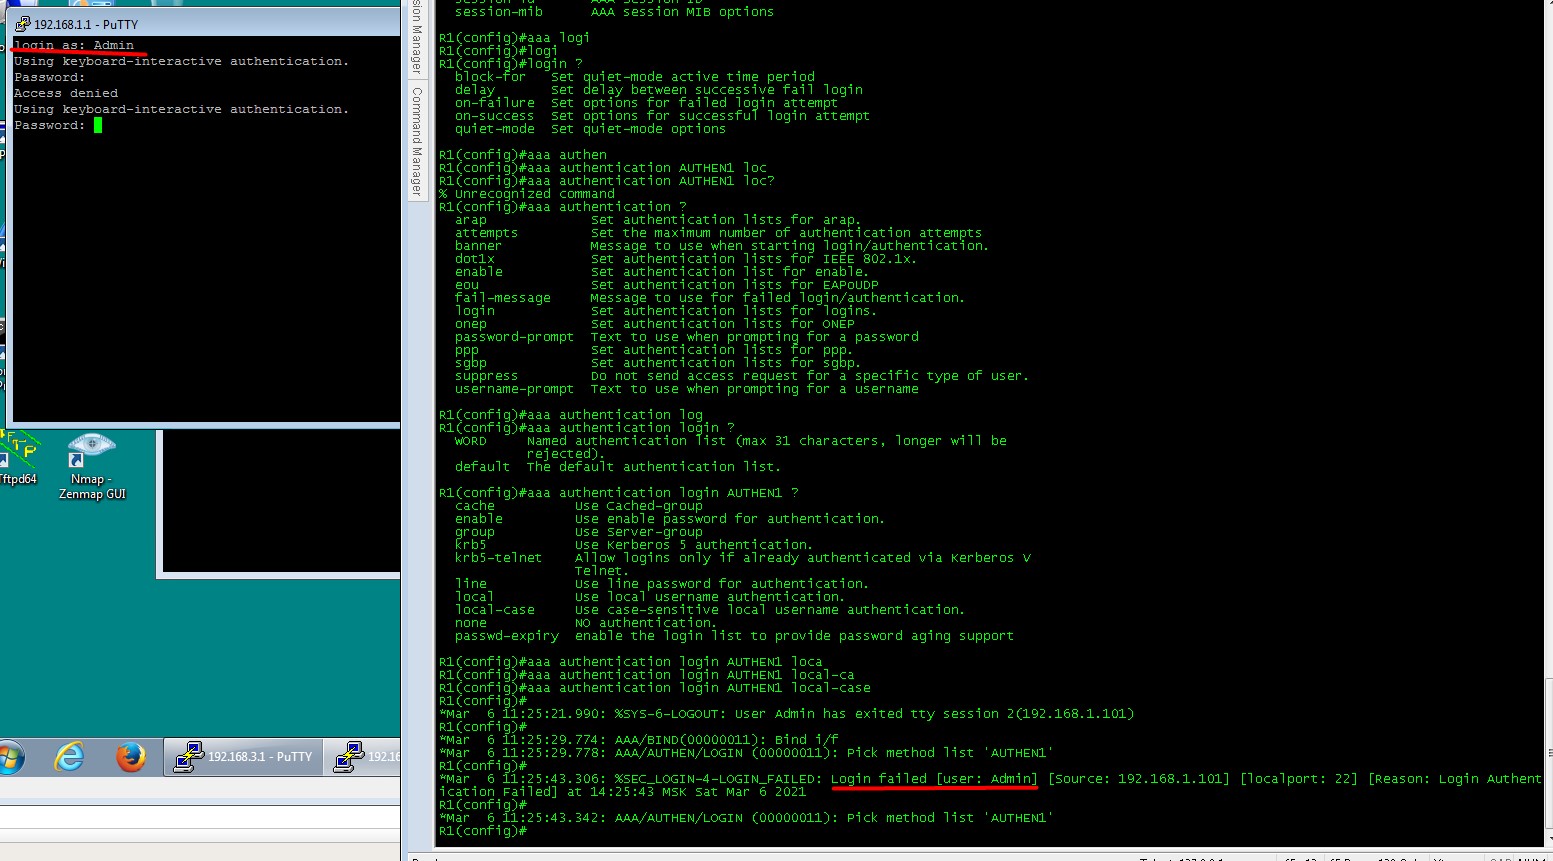 192.168.1.1 - PuTTY
login as: Admin
Using keyboard-interactive authentication.
Password:
Access denied
Using keyboard-interactive authentication.
Password:
Tftpd64
Nmap -
Zenmap GUI
192.168.3.1 - PuTTY
192.16
sion Manager
Command Manager
session-mib      AAA session MIB options
R1(config)#aaa logi
R1(config)#logi
R1(config)#login ?
block-for   Set quiet-mode active time period
delay       Set delay between successive fail login
on-failure  Set options for failed login attempt
on-success  Set options for successful login attempt
quiet-mode  Set quiet-mode options
R1(config)#aaa authen
R1(config)#aaa authentication AUTHEN1 loc
R1(config)#aaa authentication AUTHEN1 loc?
% Unrecognized command
R1(config)#aaa authentication ?
arap             Set authentication lists for arap.
attempts         Set the maximum number of authentication attempts
banner           Message to use when starting login/authentication.
dot1x            Set authentication lists for IEEE 802.1x.
enable           Set authentication list for enable.
eou              Set authentication lists for EAPoUDP
fail-message     Message to use for failed login/authentication.
login            Set authentication lists for logins.
onep             Set authentication lists for ONEP
password-prompt  Text to use when prompting for a password
ppp              Set authentication lists for ppp.
sgbp             Set authentication lists for sgbp.
suppress         Do not send access request for a specific type of user.
username-prompt  Text to use when prompting for a username
R1(config)#aaa authentication log
R1(config)#aaa authentication login ?
WORD     Named authentication list (max 31 characters, longer will be
rejected).
default  The default authentication list.
R1(config)#aaa authentication login AUTHEN1 ?
cache          Use Cached-group
enable         Use enable password for authentication.
group          Use Server-group
krb5           Use Kerberos 5 authentication.
krb5-telnet    Allow logins only if already authenticated via Kerberos V
Telnet.
line           Use line password for authentication.
local          Use local username authentication.
local-case     Use case-sensitive local username authentication.
none           NO authentication.
passwd-expiry  enable the login list to provide password aging support
R1(config)#aaa authentication login AUTHEN1 loca
R1(config)#aaa authentication login AUTHEN1 local-ca
R1(config)#aaa authentication login AUTHEN1 local-case
R1(config)#
*Mar  6 11:25:21.990: %SYS-6-LOGOUT: User Admin has exited tty session 2(192.168.1.101)
R1(config)#
*Mar  6 11:25:29.774: AAA/BIND(00000011): Bind i/f
*Mar  6 11:25:29.778: AAA/AUTHEN/LOGIN (00000011): Pick method list 'AUTHEN1'
R1(config)#
*Mar  6 11:25:43.306: %SEC_LOGIN-4-LOGIN_FAILED: Login failed [user: Admin] [Source: 192.168.1.101] [localport: 22] [Reason: Login Authent
ication Failed] at 14:25:43 MSK Sat Mar 6 2021
R1(config)#
*Mar  6 11:25:43.342: AAA/AUTHEN/LOGIN (00000011): Pick method list 'AUTHEN1'
R1(config)#